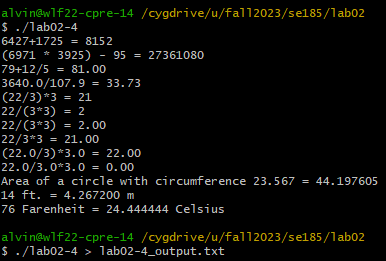 alvin@wlf22-cpre-14 /cygdrive/u/fall2023/se185/lab02
$ ./lab02-4
6427+1725 = 8152
(6971 * 3925) - 95 = 27361080
79+12/5 = 81.00
3640.0/107.9 = 33.73
(22/3)*3 = 21
22/(3*3) = 2
22/(3*3) = 2.00
22/3*3 = 21.00
(22.0/3)*3.0 = 22.00
22.0/3.0*3.0 = 0.00
Area of a circle with circumference 23.567 = 44.197605
14 ft. = 4.267200 m
76 Farenheit = 24.444444 Celsius
alvin@wlf22-cpre-14 /cygdrive/u/fall2023/se185/lab02
$ ./lab02-4 > lab02-4_output.txt